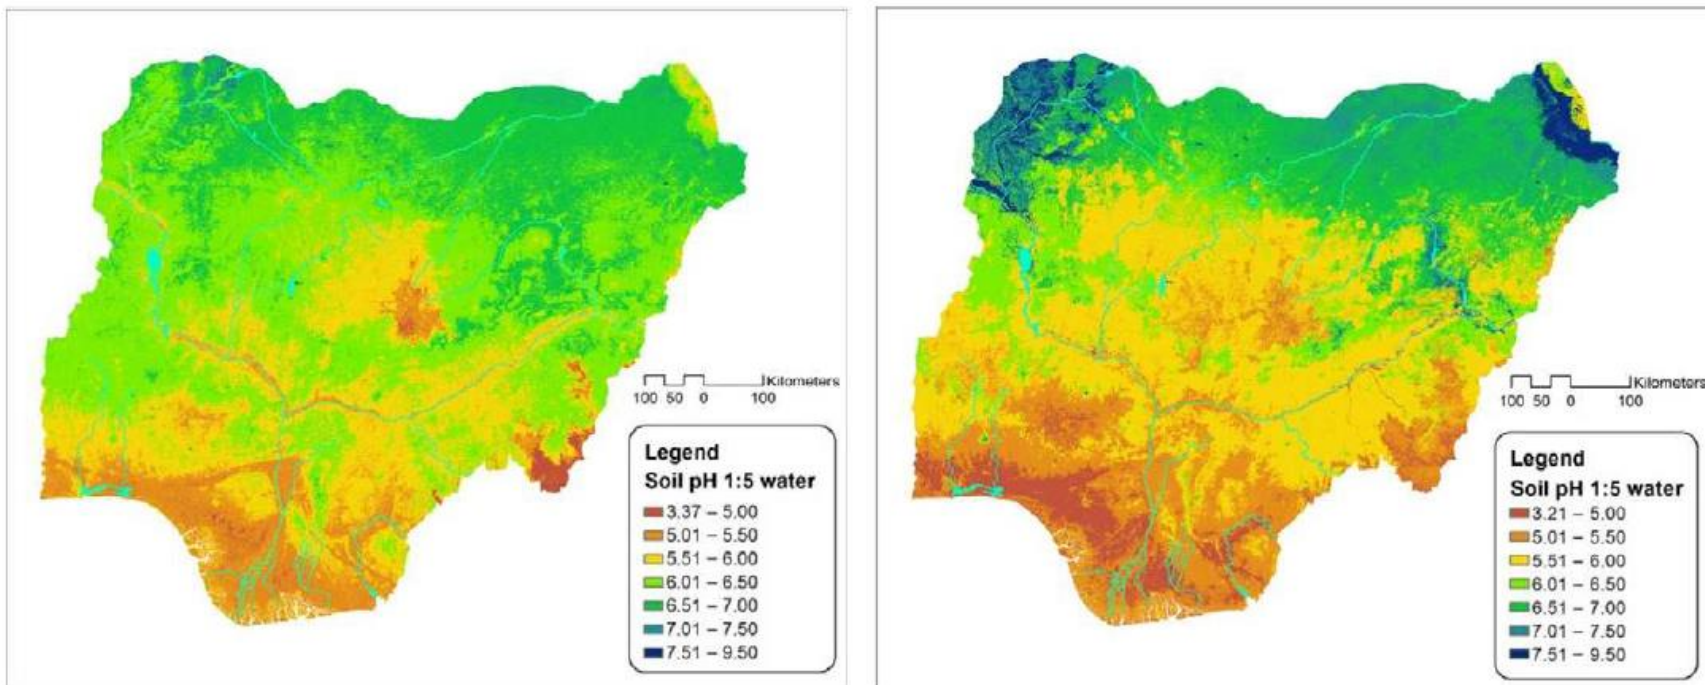 Kilometers
100 50 0 100
Legend
Soil pH 1:5 water
3.37 – 5.00
5.01 – 5.50
5.51 – 6.00
6.01 – 6.50
6.51 – 7.00
7.01 – 7.50
7.51 – 9.50
Kilometers
100 50 0 100
Legend
Soil pH 1:5 water
3.21 – 5.00
5.01 – 5.50
5.51 – 6.00
6.01 – 6.50
6.51 – 7.00
7.01 – 7.50
7.51 – 9.50